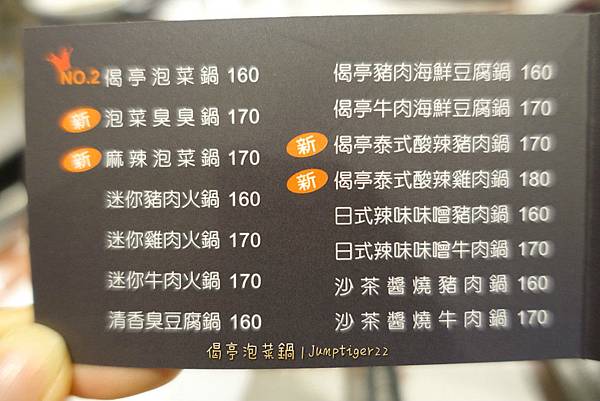 NO.2 偈亭泡菜鍋 160
新 泡菜臭臭鍋 170
新 麻辣泡菜鍋 170
迷你豬肉火鍋 160
迷你雞肉火鍋 170
迷你牛肉火鍋 170
清香臭豆腐鍋 160
偈亭豬肉海鮮豆腐鍋 160
偈亭牛肉海鮮豆腐鍋 170
新 偈亭泰式酸辣豬肉鍋 170
新 偈亭泰式酸辣雞肉鍋 180
日式辣味味噌豬肉鍋 160
日式辣味味噌牛肉鍋 170
沙茶醬燒豬肉鍋 160
沙茶醬燒牛肉鍋 170
偈亭泡菜鍋 | Jumptiger22